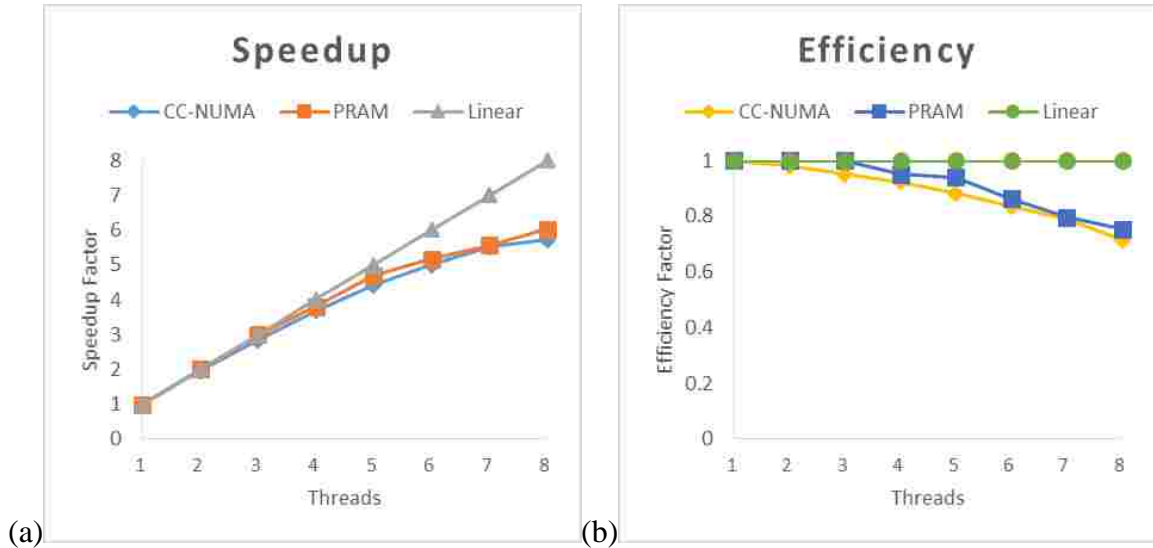 Speedup
CC-NUMA PRAM Linear
8
7
6
5
4
3
2
1
0
Speedup Factor
1 2 3 4 5 6 7 8
Threads
(a)
Efficiency
CC-NUMA PRAM Linear
1
0.8
0.6
0.4
0.2
0
Efficiency Factor
1 2 3 4 5 6 7 8
Threads
(b)